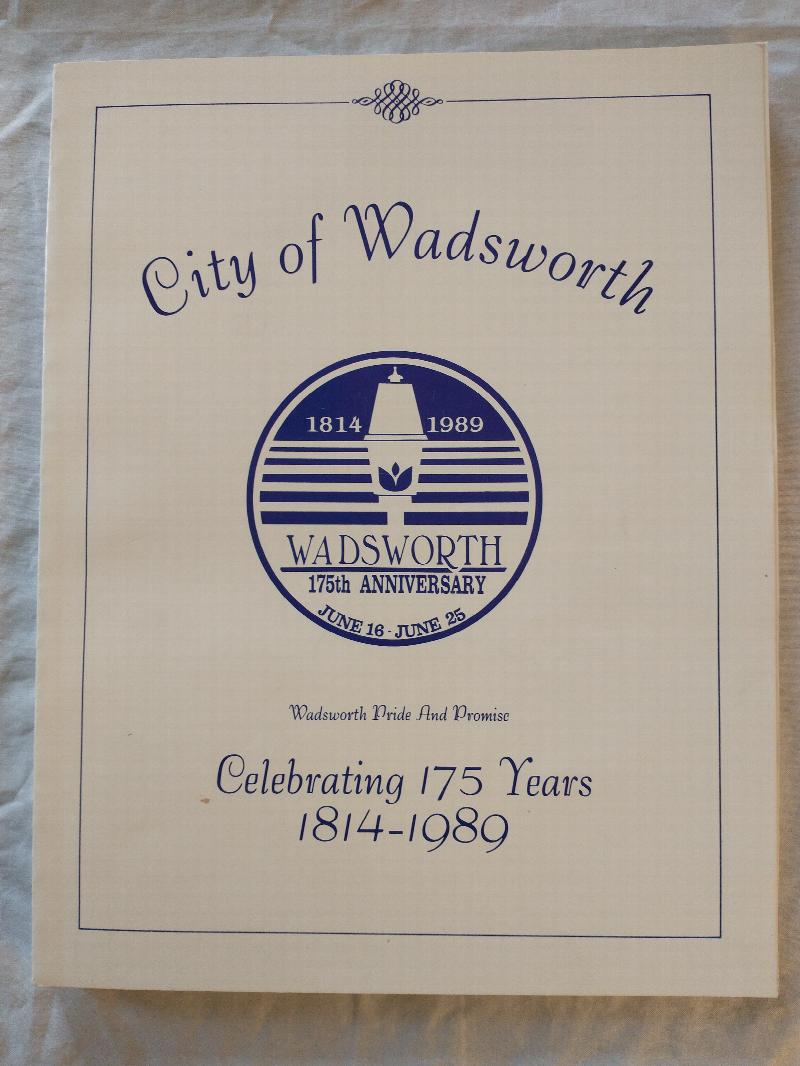 City of Wadsworth
1814 1989
WADSWORTH
175th ANNIVERSARY
JUNE 16 - JUNE 25
Wadsworth Pride And Promise
Celebrating 175 Years
1814-1989